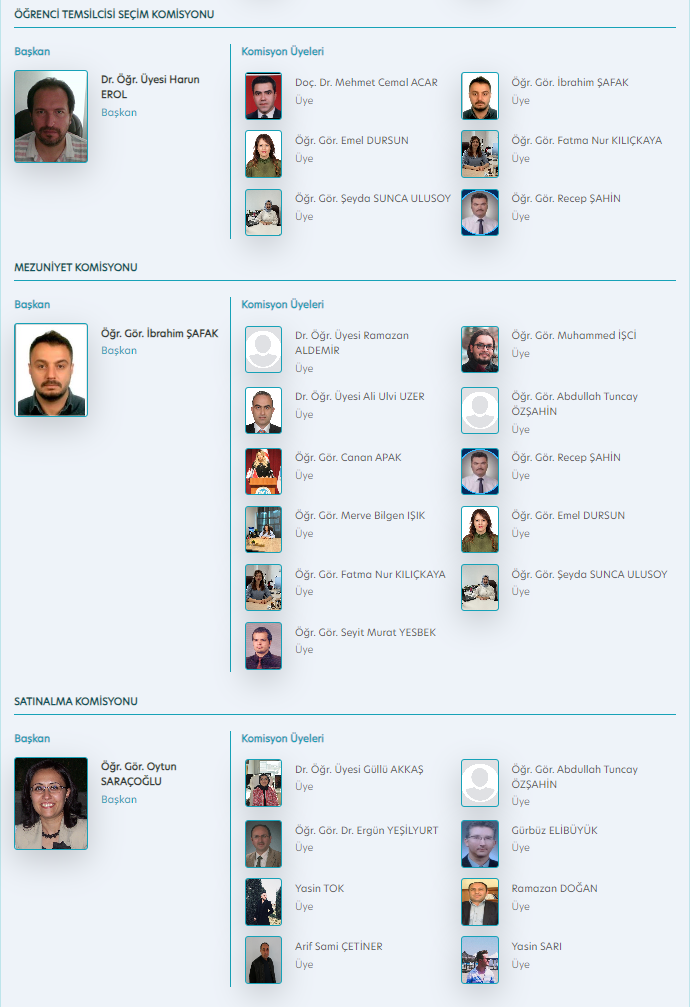 ÖĞRENCİ TEMSİLCİSİ SEÇİM KOMİSYONU
Başkan
Dr. Öğr. Üyesi Harun
EROL
Başkan
Komisyon Üyeleri
Doç. Dr. Mehmet Cemal ACAR
Üye
Öğr. Gör. İbrahim ŞAFAK
Üye
Öğr. Gör. Emel DURSUN
Üye
Öğr. Gör. Fatma Nur KILIÇKAYA
Üye
Öğr. Gör. Şeyda SUNCA ULUSOY
Üye
Öğr. Gör. Recep ŞAHİN
Üye
MEZUNİYET KOMİSYONU
Başkan
Öğr. Gör. İbrahim ŞAFAK
Başkan
Komisyon Üyeleri
Dr. Öğr. Üyesi Ramazan
ALDEMİR
Üye
Öğr. Gör. Muhammed İŞCİ
Üye
Dr. Öğr. Üyesi Ali Ulvi UZER
Üye
Öğr. Gör. Abdullah Tuncay
ÖZŞAHİN
Üye
Öğr. Gör. Canan APAK
Üye
Öğr. Gör. Recep ŞAHİN
Üye
Öğr. Gör. Merve Bilgen IŞIK
Üye
Öğr. Gör. Emel DURSUN
Üye
Öğr. Gör. Fatma Nur KILIÇKAYA
Üye
Öğr. Gör. Şeyda SUNCA ULUSOY
Üye
Öğr. Gör. Seyit Murat YESBEK
Üye
SATINALMA KOMİSYONU
Başkan
Öğr. Gör. Oytun
SARAÇOĞLU
Başkan
Komisyon Üyeleri
Dr. Öğr. Üyesi Güllü AKKAŞ
Üye
Öğr. Gör. Abdullah Tuncay
ÖZŞAHİN
Üye
Öğr. Gör. Dr. Ergün YEŞİLYURT
Üye
Gürbüz ELİBÜYÜK
Üye
Yasin TOK
Üye
Ramazan DOĞAN
Üye
Arif Sami ÇETİNER
Üye
Yasin SARI
Üye